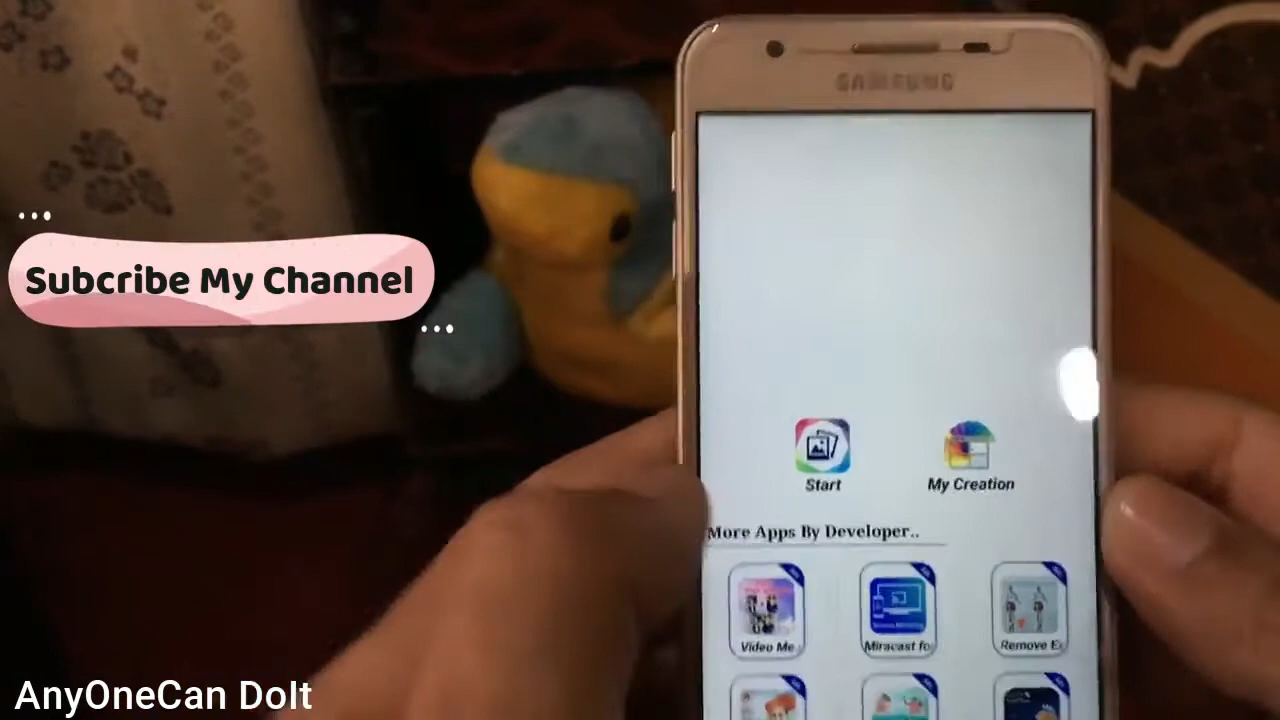 SAMSUNG
Subcribe My Channel
Start
My Creation
More Apps By Developer..
Video Me
Miracast fo
Remove
AnyOneCan DoIt